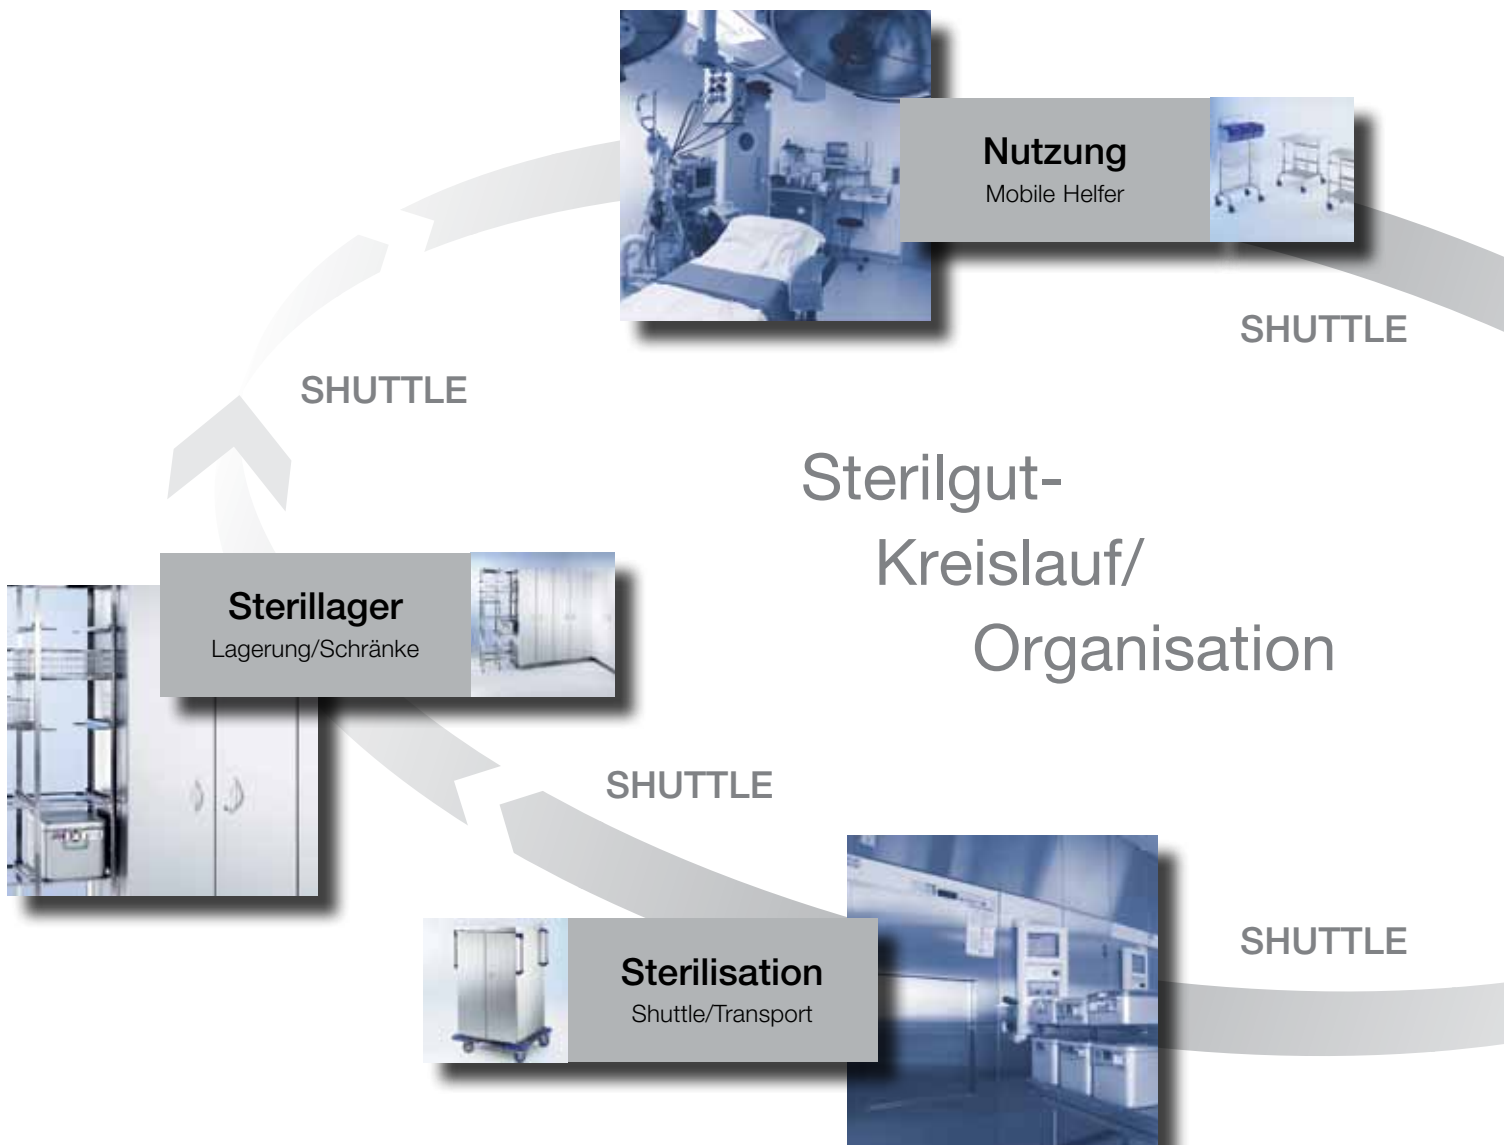 Nutzung
Mobile Helfer
SHUTTLE
SHUTTLE
Sterilgut-
Kreislauf/
Organisation
Sterillager
Lagerung/Schränke
SHUTTLE
Sterilisation
Shuttle/Transport
SHUTTLE